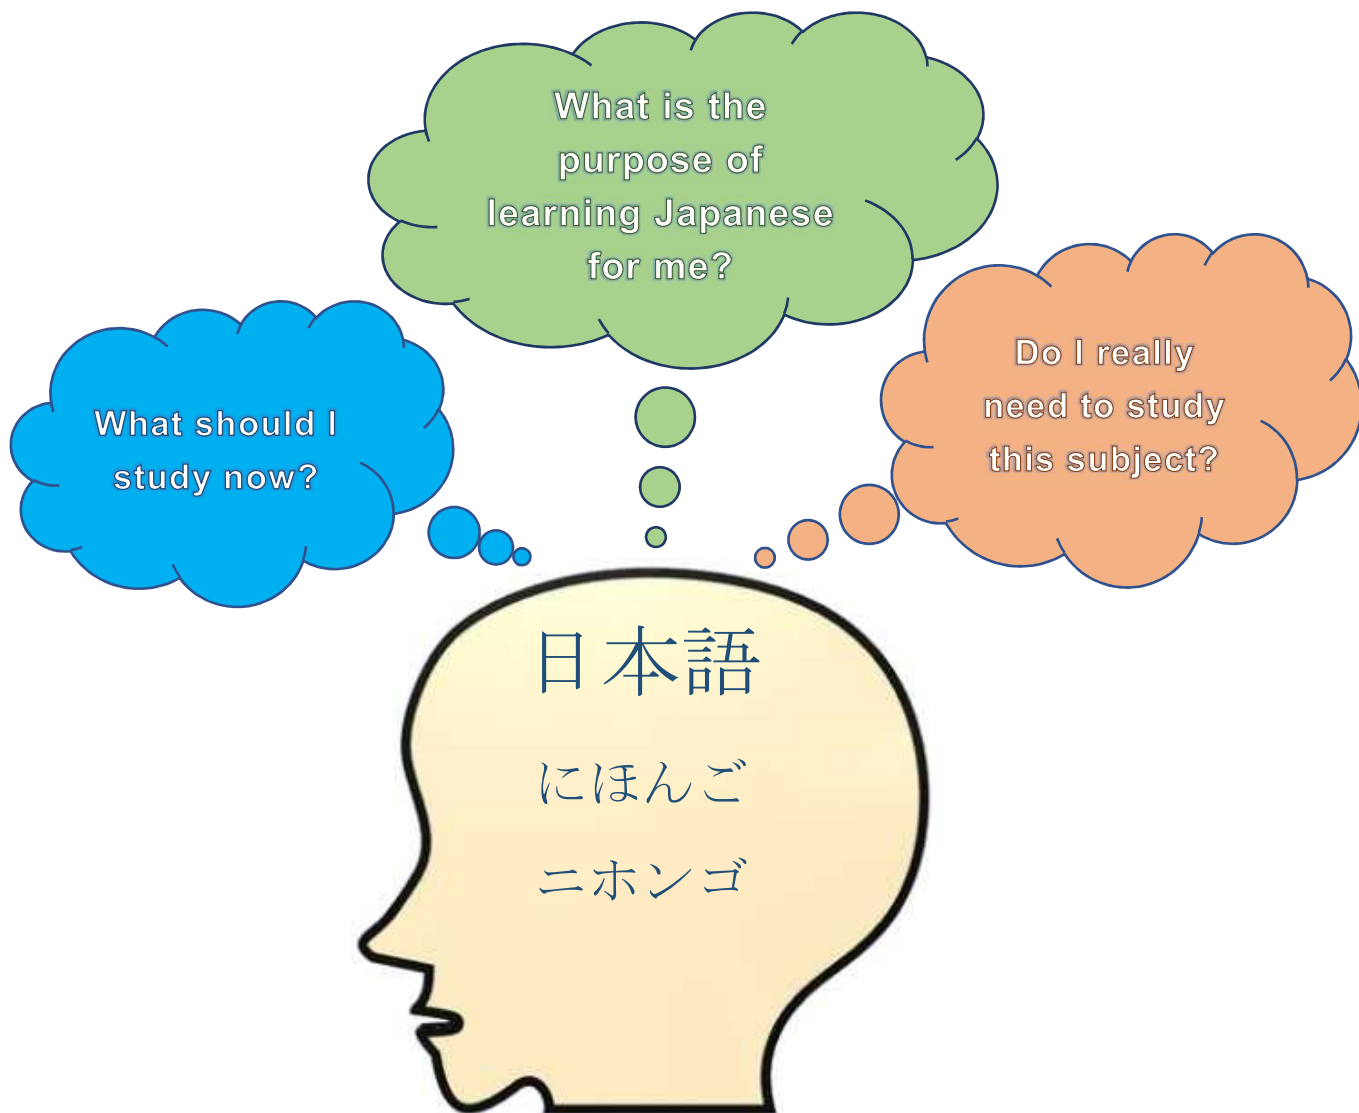 What is the
purpose of
learning Japanese
for me?
What should I
study now?
Do I really
need to study
this subject?
日本語
にほんご
ニホンゴ